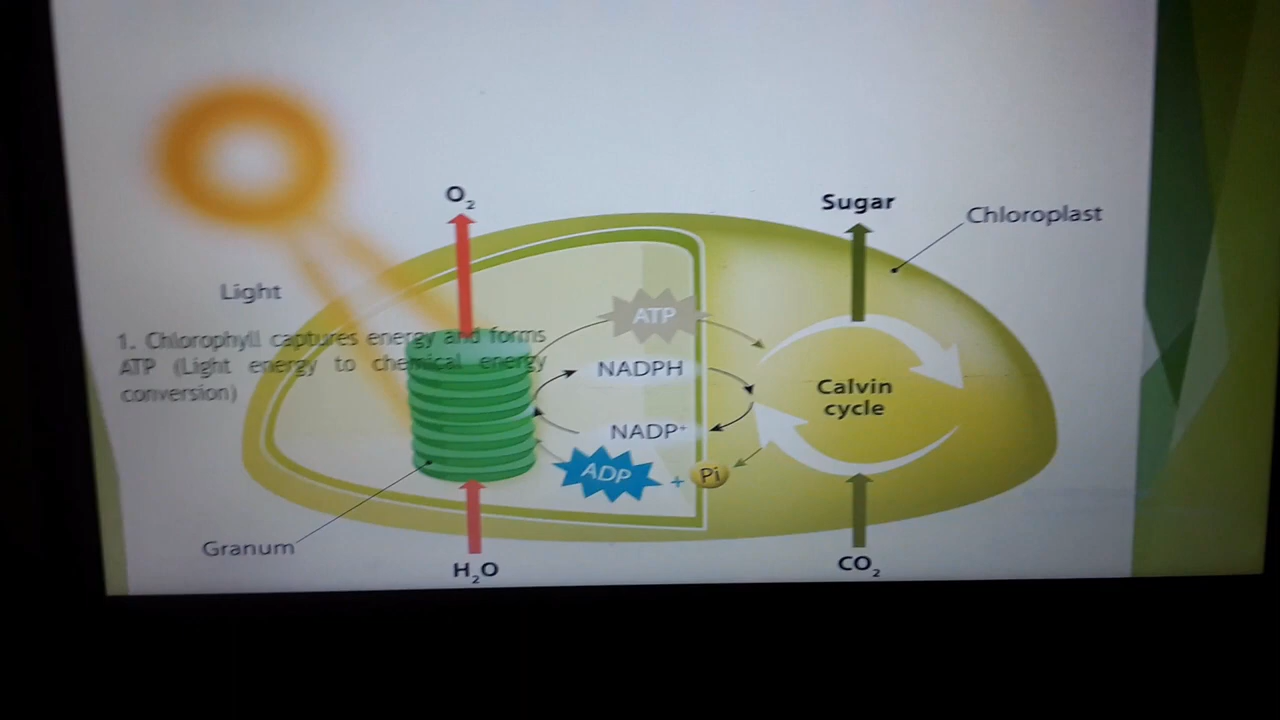 O₂
Sugar
Chloroplast
Light
1. Chlorophyll captures energy and forms
ATP (Light energy to chemical energy
conversion)
ATP
NADPH
Calvin
cycle
NADP⁺
ADP + Pi
Granum
H₂O
CO₂